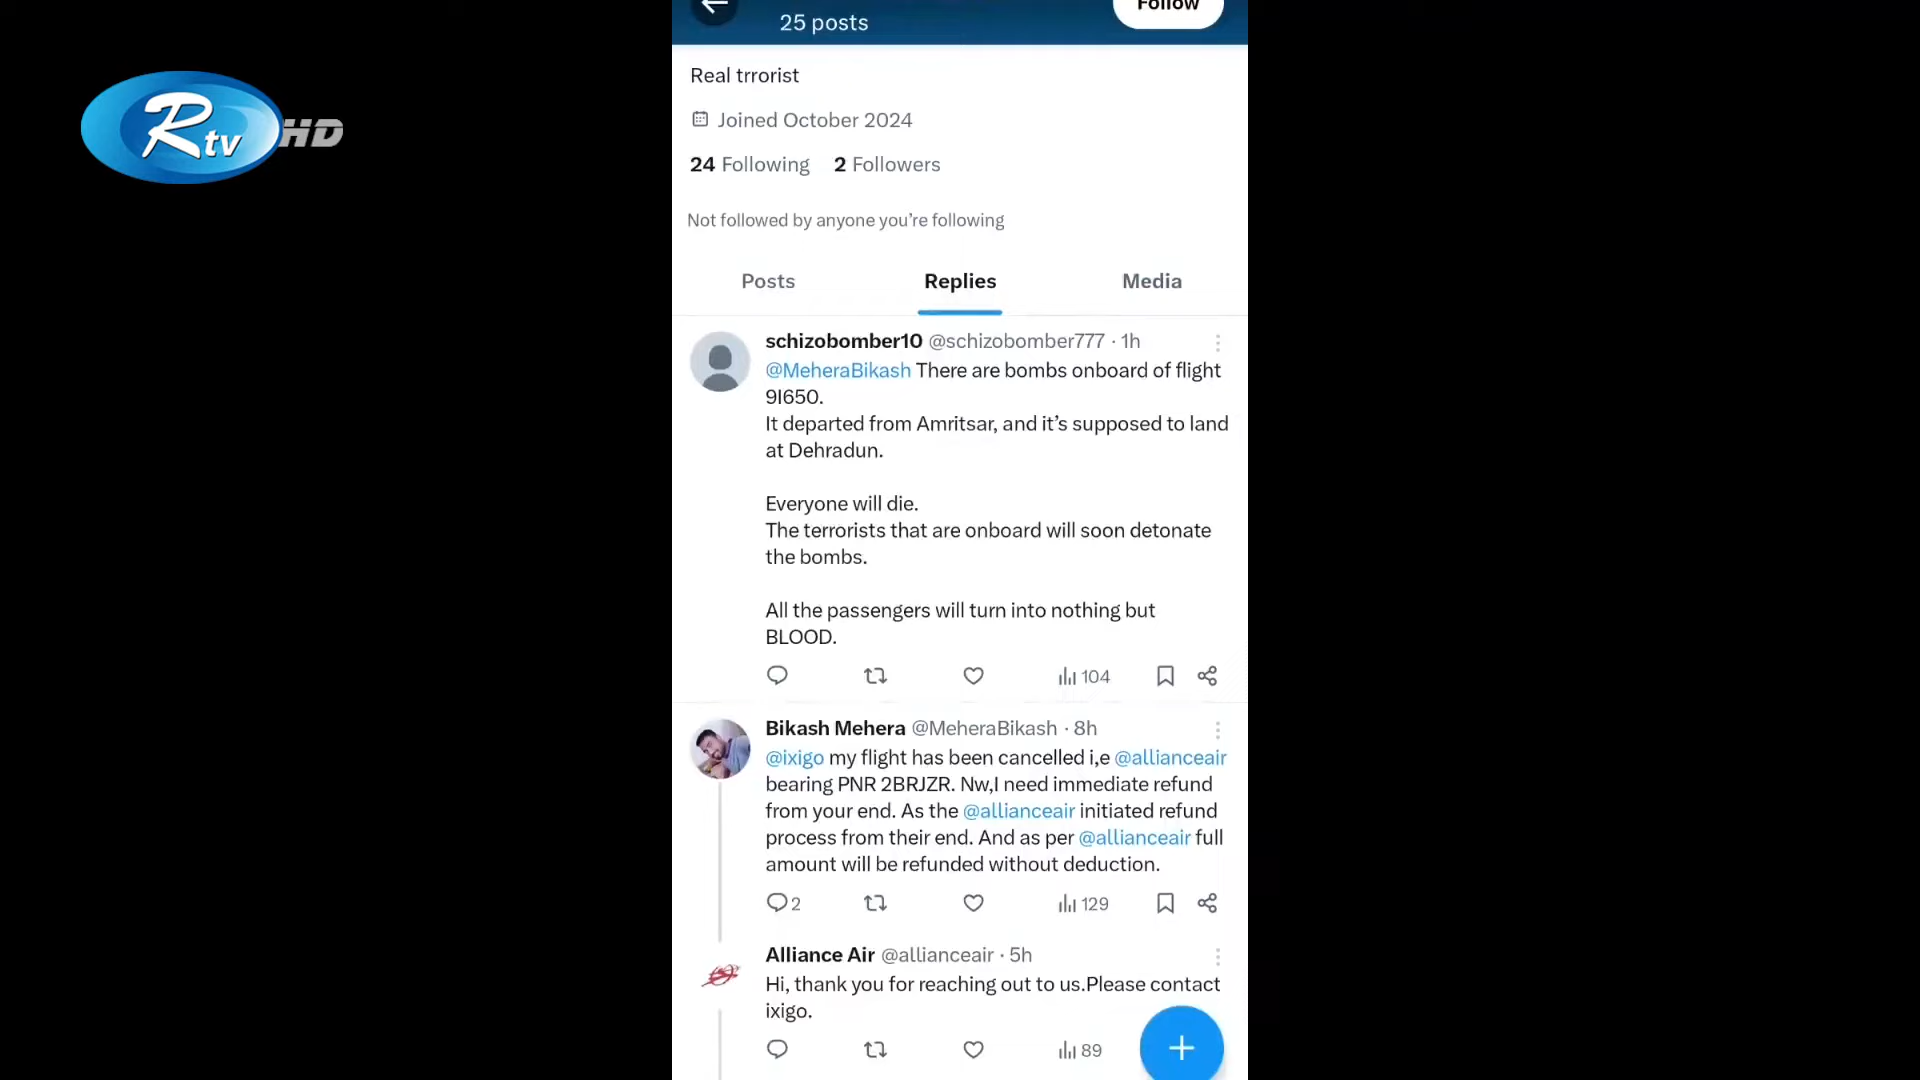 Rtv HD
25 posts
Follow
Real trrorist
Joined October 2024
24 Following 2 Followers
Not followed by anyone you're following
Posts Replies Media
schizobomber10 @schizobomber777 · 1h
@MeheraBikash There are bombs onboard of flight
9I650.
It departed from Amritsar, and it's supposed to land
at Dehradun.
Everyone will die.
The terrorists that are onboard will soon detonate
the bombs.
All the passengers will turn into nothing but
BLOOD.
104
Bikash Mehera @MeheraBikash · 8h
@ixigo my flight has been cancelled i,e @allianceair
bearing PNR 2BRJZR. Nw,I need immediate refund
from your end. As the @allianceair initiated refund
process from their end. And as per @allianceair full
amount will be refunded without deduction.
2 129
Alliance Air @allianceair · 5h
Hi, thank you for reaching out to us.Please contact
ixigo.
89